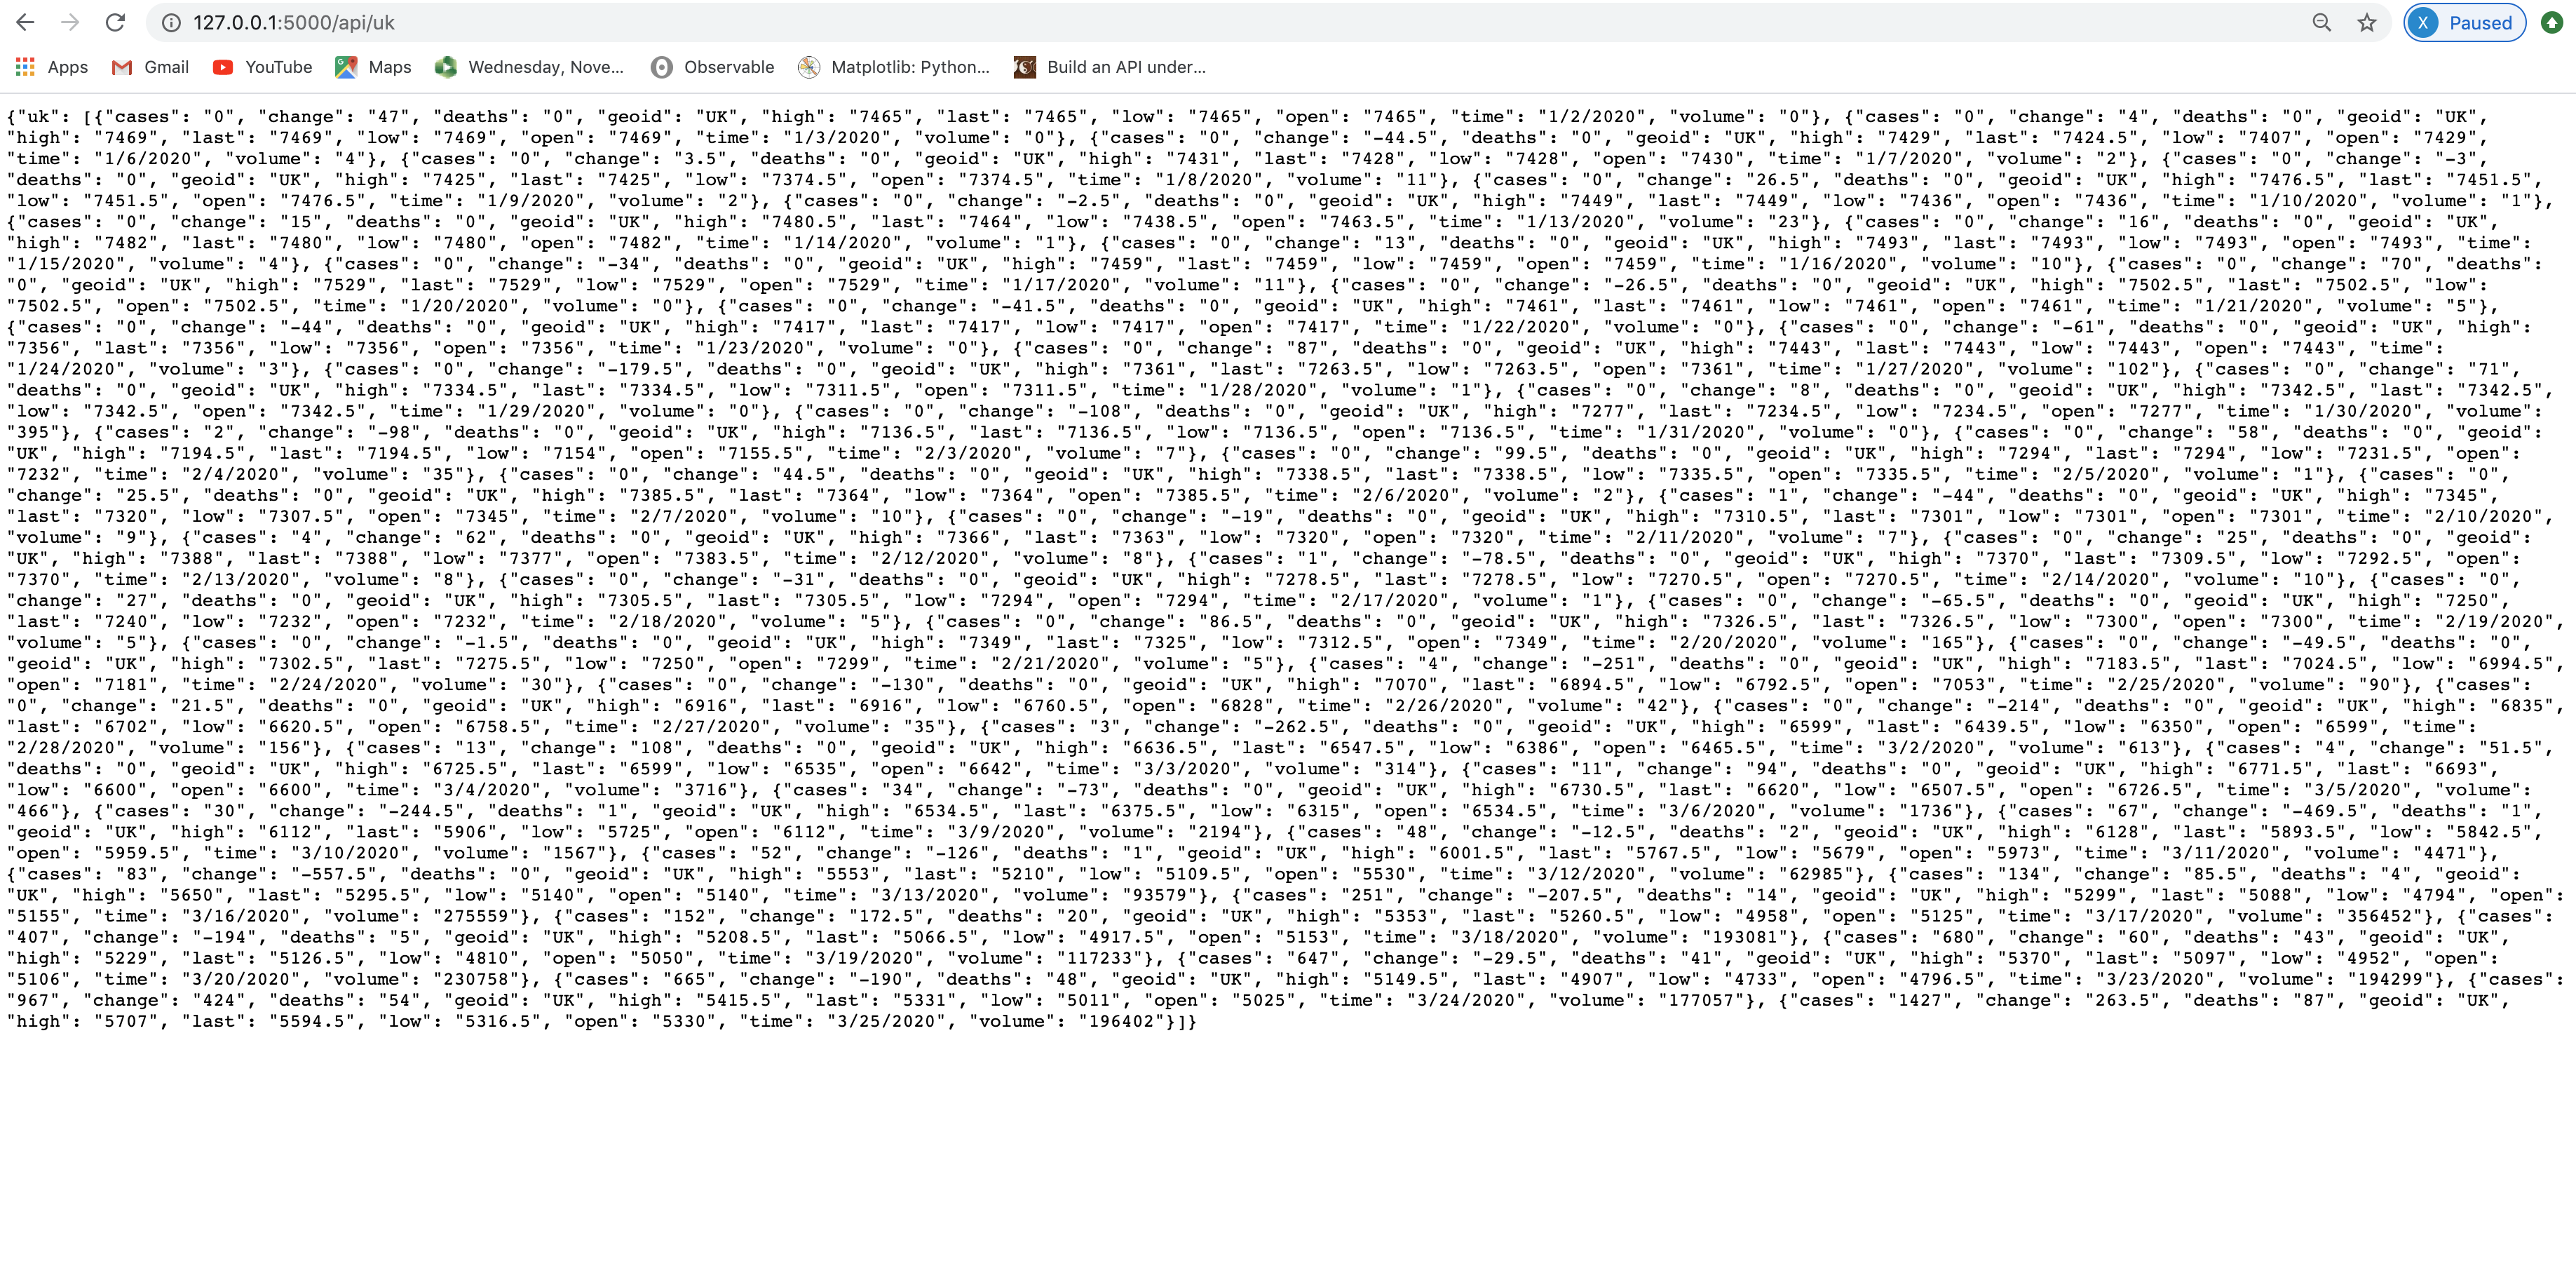 127.0.0.1:5000/api/uk
X Paused
Apps Gmail YouTube Maps Wednesday, Nove... Observable Matplotlib: Python... Build an API under...
{"uk": [{"cases": "0", "change": "47", "deaths": "0", "geoid": "UK", "high": "7465", "last": "7465", "low": "7465", "open": "7465", "time": "1/2/2020", "volume": "0"}, {"cases": "0", "change": "4", "deaths": "0", "geoid": "UK",
"high": "7469", "last": "7469", "low": "7469", "open": "7469", "time": "1/3/2020", "volume": "0"}, {"cases": "0", "change": "-44.5", "deaths": "0", "geoid": "UK", "high": "7429", "last": "7424.5", "low": "7407", "open": "7429",
"time": "1/6/2020", "volume": "4"}, {"cases": "0", "change": "3.5", "deaths": "0", "geoid": "UK", "high": "7431", "last": "7428", "low": "7428", "open": "7430", "time": "1/7/2020", "volume": "2"}, {"cases": "0", "change": "-3",
"deaths": "0", "geoid": "UK", "high": "7425", "last": "7425", "low": "7374.5", "open": "7374.5", "time": "1/8/2020", "volume": "11"}, {"cases": "0", "change": "26.5", "deaths": "0", "geoid": "UK", "high": "7476.5", "last": "7451.5",
"low": "7451.5", "open": "7476.5", "time": "1/9/2020", "volume": "2"}, {"cases": "0", "change": "-2.5", "deaths": "0", "geoid": "UK", "high": "7449", "last": "7449", "low": "7436", "open": "7436", "time": "1/10/2020", "volume": "1"},
{"cases": "0", "change": "15", "deaths": "0", "geoid": "UK", "high": "7480.5", "last": "7464", "low": "7438.5", "open": "7463.5", "time": "1/13/2020", "volume": "23"}, {"cases": "0", "change": "16", "deaths": "0", "geoid": "UK",
"high": "7482", "last": "7480", "low": "7480", "open": "7482", "time": "1/14/2020", "volume": "1"}, {"cases": "0", "change": "13", "deaths": "0", "geoid": "UK", "high": "7493", "last": "7493", "low": "7493", "open": "7493", "time":
"1/15/2020", "volume": "4"}, {"cases": "0", "change": "-34", "deaths": "0", "geoid": "UK", "high": "7459", "last": "7459", "low": "7459", "open": "7459", "time": "1/16/2020", "volume": "10"}, {"cases": "0", "change": "70", "deaths":
"0", "geoid": "UK", "high": "7529", "last": "7529", "low": "7529", "open": "7529", "time": "1/17/2020", "volume": "11"}, {"cases": "0", "change": "-26.5", "deaths": "0", "geoid": "UK", "high": "7502.5", "last": "7502.5", "low":
"7502.5", "open": "7502.5", "time": "1/20/2020", "volume": "0"}, {"cases": "0", "change": "-41.5", "deaths": "0", "geoid": "UK", "high": "7461", "last": "7461", "low": "7461", "open": "7461", "time": "1/21/2020", "volume": "5"},
{"cases": "0", "change": "-44", "deaths": "0", "geoid": "UK", "high": "7417", "last": "7417", "low": "7417", "open": "7417", "time": "1/22/2020", "volume": "0"}, {"cases": "0", "change": "-61", "deaths": "0", "geoid": "UK", "high":
"7356", "last": "7356", "low": "7356", "open": "7356", "time": "1/23/2020", "volume": "0"}, {"cases": "0", "change": "87", "deaths": "0", "geoid": "UK", "high": "7443", "last": "7443", "low": "7443", "open": "7443", "time":
"1/24/2020", "volume": "3"}, {"cases": "0", "change": "-179.5", "deaths": "0", "geoid": "UK", "high": "7361", "last": "7263.5", "low": "7263.5", "open": "7361", "time": "1/27/2020", "volume": "102"}, {"cases": "0", "change": "71",
"deaths": "0", "geoid": "UK", "high": "7334.5", "last": "7334.5", "low": "7311.5", "open": "7311.5", "time": "1/28/2020", "volume": "1"}, {"cases": "0", "change": "8", "deaths": "0", "geoid": "UK", "high": "7342.5", "last": "7342.5",
"low": "7342.5", "open": "7342.5", "time": "1/29/2020", "volume": "0"}, {"cases": "0", "change": "-108", "deaths": "0", "geoid": "UK", "high": "7277", "last": "7234.5", "low": "7234.5", "open": "7277", "time": "1/30/2020", "volume":
"395"}, {"cases": "2", "change": "-98", "deaths": "0", "geoid": "UK", "high": "7136.5", "last": "7136.5", "low": "7136.5", "open": "7136.5", "time": "1/31/2020", "volume": "0"}, {"cases": "0", "change": "58", "deaths": "0", "geoid":
"UK", "high": "7194.5", "last": "7194.5", "low": "7154", "open": "7155.5", "time": "2/3/2020", "volume": "7"}, {"cases": "0", "change": "99.5", "deaths": "0", "geoid": "UK", "high": "7294", "last": "7294", "low": "7231.5", "open":
"7232", "time": "2/4/2020", "volume": "35"}, {"cases": "0", "change": "44.5", "deaths": "0", "geoid": "UK", "high": "7338.5", "last": "7338.5", "low": "7335.5", "open": "7335.5", "time": "2/5/2020", "volume": "1"}, {"cases": "0",
"change": "25.5", "deaths": "0", "geoid": "UK", "high": "7385.5", "last": "7364", "low": "7364", "open": "7385.5", "time": "2/6/2020", "volume": "2"}, {"cases": "1", "change": "-44", "deaths": "0", "geoid": "UK", "high": "7345",
"last": "7320", "low": "7307.5", "open": "7345", "time": "2/7/2020", "volume": "10"}, {"cases": "0", "change": "-19", "deaths": "0", "geoid": "UK", "high": "7310.5", "last": "7301", "low": "7301", "open": "7301", "time": "2/10/2020",
"volume": "9"}, {"cases": "4", "change": "62", "deaths": "0", "geoid": "UK", "high": "7366", "last": "7363", "low": "7320", "open": "7320", "time": "2/11/2020", "volume": "7"}, {"cases": "0", "change": "25", "deaths": "0", "geoid":
"UK", "high": "7388", "last": "7388", "low": "7377", "open": "7383.5", "time": "2/12/2020", "volume": "8"}, {"cases": "1", "change": "-78.5", "deaths": "0", "geoid": "UK", "high": "7370", "last": "7309.5", "low": "7292.5", "open":
"7370", "time": "2/13/2020", "volume": "8"}, {"cases": "0", "change": "-31", "deaths": "0", "geoid": "UK", "high": "7278.5", "last": "7278.5", "low": "7270.5", "open": "7270.5", "time": "2/14/2020", "volume": "10"}, {"cases": "0",
"change": "27", "deaths": "0", "geoid": "UK", "high": "7305.5", "last": "7305.5", "low": "7294", "open": "7294", "time": "2/17/2020", "volume": "1"}, {"cases": "0", "change": "-65.5", "deaths": "0", "geoid": "UK", "high": "7250",
"last": "7240", "low": "7232", "open": "7232", "time": "2/18/2020", "volume": "5"}, {"cases": "0", "change": "86.5", "deaths": "0", "geoid": "UK", "high": "7326.5", "last": "7326.5", "low": "7300", "open": "7300", "time": "2/19/2020",
"volume": "5"}, {"cases": "0", "change": "-1.5", "deaths": "0", "geoid": "UK", "high": "7349", "last": "7325", "low": "7312.5", "open": "7349", "time": "2/20/2020", "volume": "165"}, {"cases": "0", "change": "-49.5", "deaths": "0",
"geoid": "UK", "high": "7302.5", "last": "7275.5", "low": "7250", "open": "7299", "time": "2/21/2020", "volume": "5"}, {"cases": "4", "change": "-251", "deaths": "0", "geoid": "UK", "high": "7183.5", "last": "7024.5", "low": "6994.5",
"open": "7181", "time": "2/24/2020", "volume": "30"}, {"cases": "0", "change": "-130", "deaths": "0", "geoid": "UK", "high": "7070", "last": "6894.5", "low": "6792.5", "open": "7053", "time": "2/25/2020", "volume": "90"}, {"cases":
"0", "change": "21.5", "deaths": "0", "geoid": "UK", "high": "6916", "last": "6916", "low": "6760.5", "open": "6828", "time": "2/26/2020", "volume": "42"}, {"cases": "0", "change": "-214", "deaths": "0", "geoid": "UK", "high": "6835",
"last": "6702", "low": "6620.5", "open": "6758.5", "time": "2/27/2020", "volume": "35"}, {"cases": "3", "change": "-262.5", "deaths": "0", "geoid": "UK", "high": "6599", "last": "6439.5", "low": "6350", "open": "6599", "time":
"2/28/2020", "volume": "156"}, {"cases": "13", "change": "108", "deaths": "0", "geoid": "UK", "high": "6636.5", "last": "6547.5", "low": "6386", "open": "6465.5", "time": "3/2/2020", "volume": "613"}, {"cases": "4", "change": "51.5",
"deaths": "0", "geoid": "UK", "high": "6725.5", "last": "6599", "low": "6535", "open": "6642", "time": "3/3/2020", "volume": "314"}, {"cases": "11", "change": "94", "deaths": "0", "geoid": "UK", "high": "6771.5", "last": "6693",
"low": "6600", "open": "6600", "time": "3/4/2020", "volume": "3716"}, {"cases": "34", "change": "-73", "deaths": "0", "geoid": "UK", "high": "6730.5", "last": "6620", "low": "6507.5", "open": "6726.5", "time": "3/5/2020", "volume":
"466"}, {"cases": "30", "change": "-244.5", "deaths": "1", "geoid": "UK", "high": "6534.5", "last": "6375.5", "low": "6315", "open": "6534.5", "time": "3/6/2020", "volume": "1736"}, {"cases": "67", "change": "-469.5", "deaths": "1",
"geoid": "UK", "high": "6112", "last": "5906", "low": "5725", "open": "6112", "time": "3/9/2020", "volume": "2194"}, {"cases": "48", "change": "-12.5", "deaths": "2", "geoid": "UK", "high": "6128", "last": "5893.5", "low": "5842.5",
"open": "5959.5", "time": "3/10/2020", "volume": "1567"}, {"cases": "52", "change": "-126", "deaths": "1", "geoid": "UK", "high": "6001.5", "last": "5767.5", "low": "5679", "open": "5973", "time": "3/11/2020", "volume": "4471"},
{"cases": "83", "change": "-557.5", "deaths": "0", "geoid": "UK", "high": "5553", "last": "5210", "low": "5109.5", "open": "5530", "time": "3/12/2020", "volume": "62985"}, {"cases": "134", "change": "85.5", "deaths": "4", "geoid":
"UK", "high": "5650", "last": "5295.5", "low": "5140", "open": "5140", "time": "3/13/2020", "volume": "93579"}, {"cases": "251", "change": "-207.5", "deaths": "14", "geoid": "UK", "high": "5299", "last": "5088", "low": "4794", "open":
"5155", "time": "3/16/2020", "volume": "275559"}, {"cases": "152", "change": "172.5", "deaths": "20", "geoid": "UK", "high": "5353", "last": "5260.5", "low": "4958", "open": "5125", "time": "3/17/2020", "volume": "356452"}, {"cases":
"407", "change": "-194", "deaths": "5", "geoid": "UK", "high": "5208.5", "last": "5066.5", "low": "4917.5", "open": "5153", "time": "3/18/2020", "volume": "193081"}, {"cases": "680", "change": "60", "deaths": "43", "geoid": "UK",
"high": "5229", "last": "5126.5", "low": "4810", "open": "5050", "time": "3/19/2020", "volume": "117233"}, {"cases": "647", "change": "-29.5", "deaths": "41", "geoid": "UK", "high": "5370", "last": "5097", "low": "4952", "open":
"5106", "time": "3/20/2020", "volume": "230758"}, {"cases": "665", "change": "-190", "deaths": "48", "geoid": "UK", "high": "5149.5", "last": "4907", "low": "4733", "open": "4796.5", "time": "3/23/2020", "volume": "194299"}, {"cases":
"967", "change": "424", "deaths": "54", "geoid": "UK", "high": "5415.5", "last": "5331", "low": "5011", "open": "5025", "time": "3/24/2020", "volume": "177057"}, {"cases": "1427", "change": "263.5", "deaths": "87", "geoid": "UK",
"high": "5707", "last": "5594.5", "low": "5316.5", "open": "5330", "time": "3/25/2020", "volume": "196402"}]}